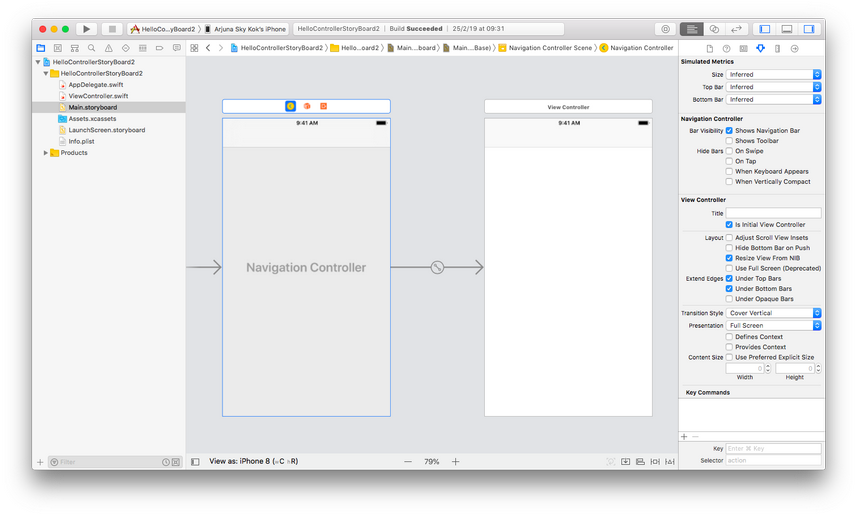 HelloCo...yBoard2 〉 Arjuna Sky Kok's iPhone
HelloControllerStoryBoard2 | Build Succeeded | 25/2/19 at 09:31
HelloControllerStoryBoard2 〉 Hello...oard2 〉 Main....board 〉 Main....Base) 〉 Navigation Controller Scene 〉 Navigation Controller
HelloControllerStoryBoard2
HelloControllerStoryBoard2
AppDelegate.swift
ViewController.swift
Main.storyboard
Assets.xcassets
LaunchScreen.storyboard
Info.plist
Products
Filter
View Controller
9:41 AM
9:41 AM
Navigation Controller
View as: iPhone 8 (wC hR)
— 79% +
Simulated Metrics
Size Inferred
Top Bar Inferred
Bottom Bar Inferred
Navigation Controller
Bar Visibility Shows Navigation Bar
Shows Toolbar
Hide Bars On Swipe
On Tap
When Keyboard Appears
When Vertically Compact
View Controller
Title
Is Initial View Controller
Layout Adjust Scroll View Insets
Hide Bottom Bar on Push
Resize View From NIB
Use Full Screen (Deprecated)
Extend Edges Under Top Bars
Under Bottom Bars
Under Opaque Bars
Transition Style Cover Vertical
Presentation Full Screen
Defines Context
Provides Context
Content Size Use Preferred Explicit Size
0 0
Width Height
Key Commands
Key Enter ⌘ Key
Selector action